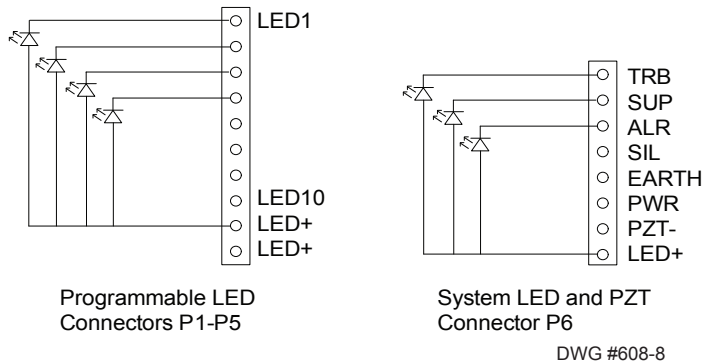 LED1
LED10
LED+
LED+
Programmable LED
Connectors P1-P5
TRB
SUP
ALR
SIL
EARTH
PWR
PZT-
LED+
System LED and PZT
Connector P6
DWG #608-8